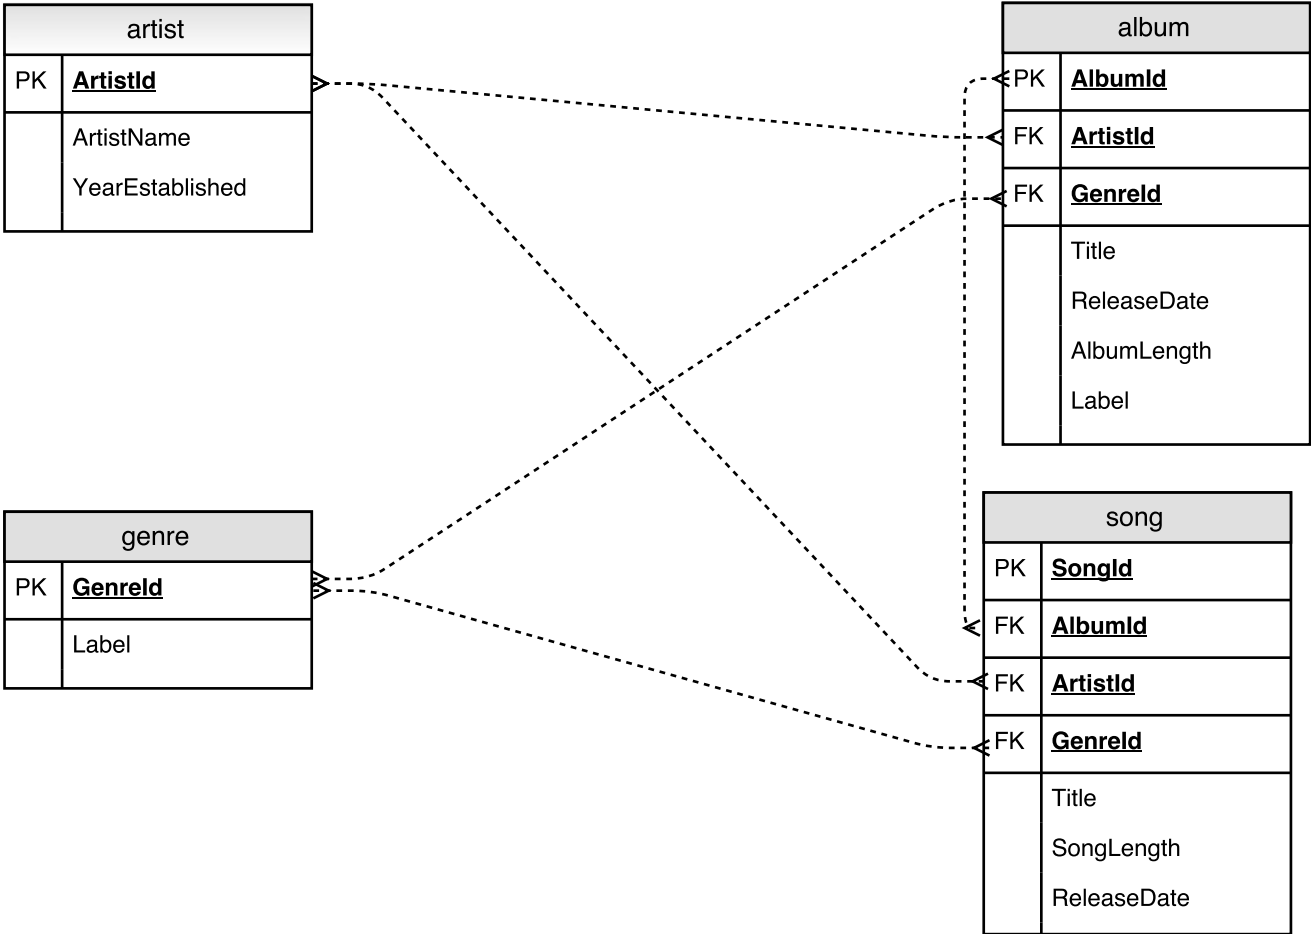 artist
PK ArtistId
ArtistName
YearEstablished
album
PK AlbumId
FK ArtistId
FK GenreId
Title
ReleaseDate
AlbumLength
Label
genre
PK GenreId
Label
song
PK SongId
FK AlbumId
FK ArtistId
FK GenreId
Title
SongLength
ReleaseDate